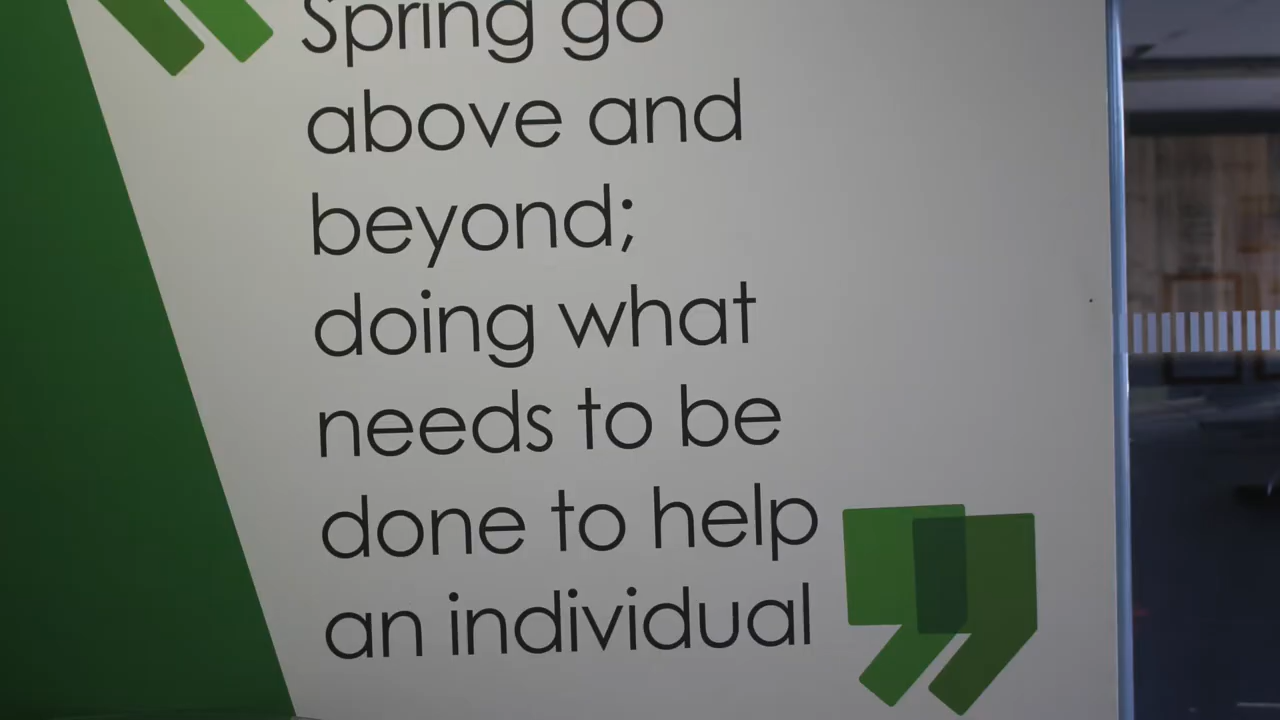 Spring go
above and
beyond;
doing what
needs to be
done to help
an individual